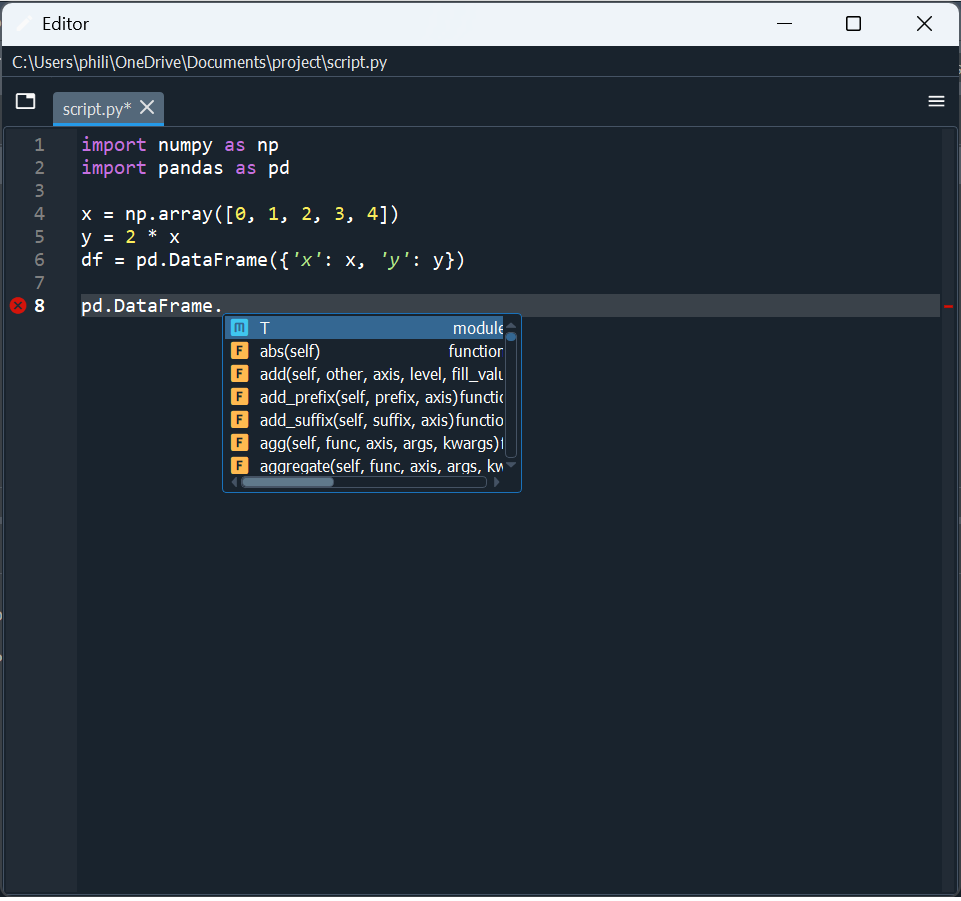 Editor
C:\Users\phili\OneDrive\Documents\project\script.py
script.py*
1 import numpy as np
2 import pandas as pd
3
4 x = np.array([0, 1, 2, 3, 4])
5 y = 2 * x
6 df = pd.DataFrame({'x': x, 'y': y})
7
8 pd.DataFrame.
m T module
F abs(self) function
F add(self, other, axis, level, fill_valu
F add_prefix(self, prefix, axis)functio
F add_suffix(self, suffix, axis)functio
F agg(self, func, axis, args, kwargs)f
F aggregate(self, func, axis, args, kw